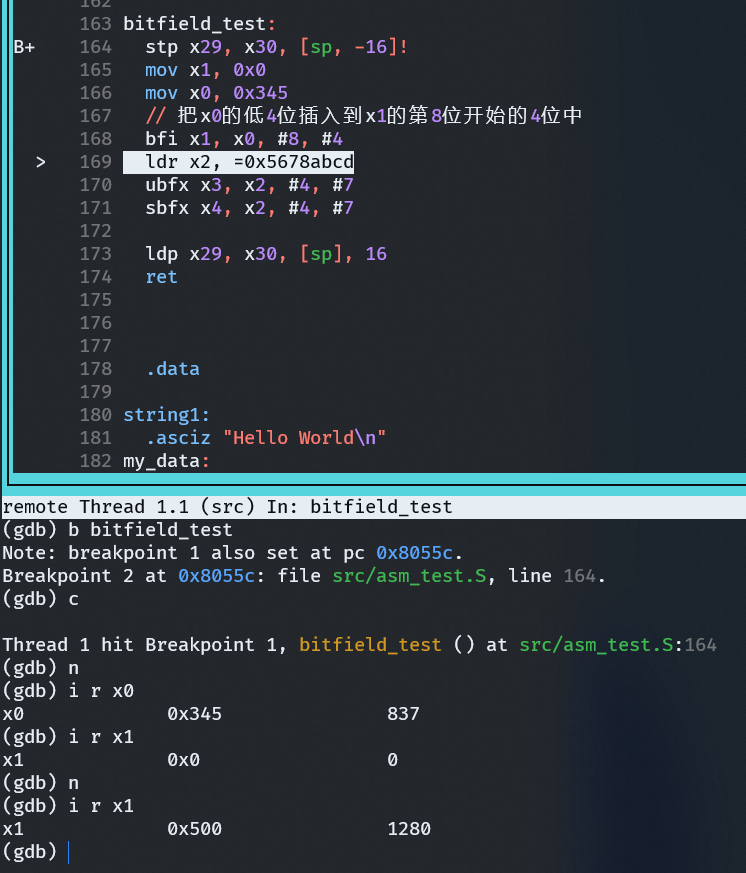 162
163 bitfield_test:
B+ 164 stp x29, x30, [sp, -16]!
165 mov x1, 0x0
166 mov x0, 0x345
167 // 把x0的低4位插入到x1的第8位开始的4位中
168 bfi x1, x0, #8, #4
> 169 ldr x2, =0x5678abcd
170 ubfx x3, x2, #4, #7
171 sbfx x4, x2, #4, #7
172
173 ldp x29, x30, [sp], 16
174 ret
175
176
177
178 .data
179
180 string1:
181 .asciz "Hello World\n"
182 my_data:
remote Thread 1.1 (src) In: bitfield_test
(gdb) b bitfield_test
Note: breakpoint 1 also set at pc 0x8055c.
Breakpoint 2 at 0x8055c: file src/asm_test.S, line 164.
(gdb) c
Thread 1 hit Breakpoint 1, bitfield_test () at src/asm_test.S:164
(gdb) n
(gdb) i r x0
x0 0x345 837
(gdb) i r x1
x1 0x0 0
(gdb) n
(gdb) i r x1
x1 0x500 1280
(gdb)